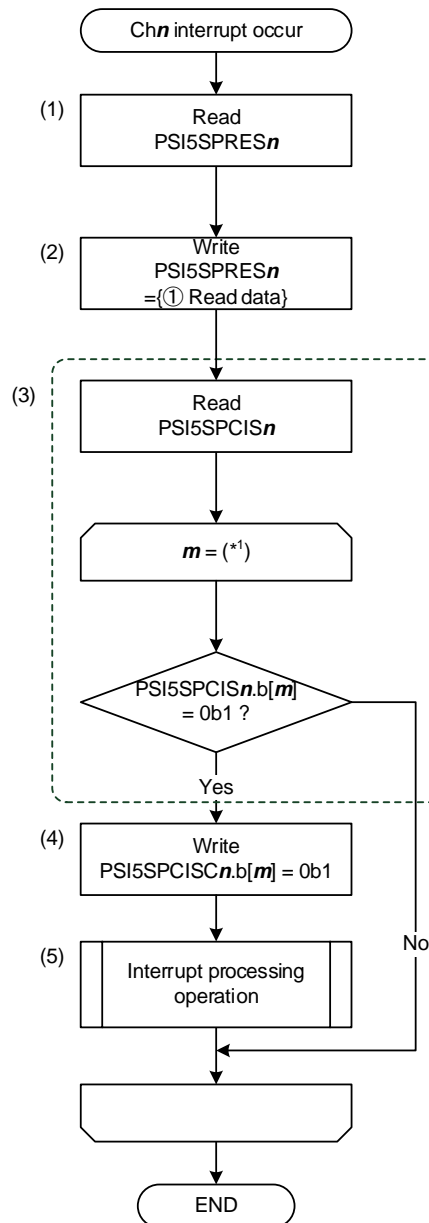 Chn interrupt occur
(1)
Read
PSI5SPRESn
(2)
Write
PSI5SPRESn
={① Read data}
(3)
Read
PSI5SPCISn
m = (*1)
PSI5SPCISn.b[m]
= 0b1 ?
Yes
(4)
Write
PSI5SPCISCn.b[m] = 0b1
No
(5)
Interrupt processing
operation
END